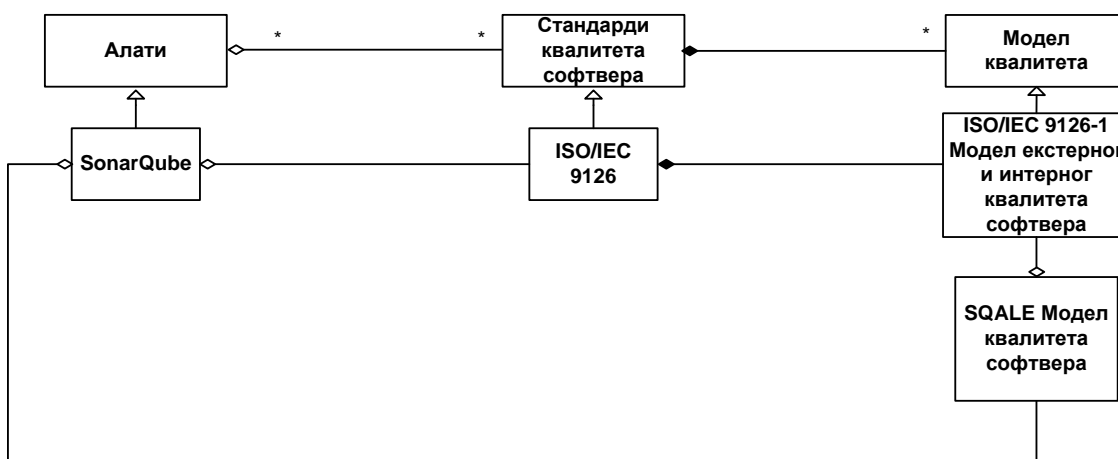 Алати
*
*
Стандарди
квалитета
софтвера
*
Модел
квалитета
SonarQube
ISO/IEC
9126
ISO/IEC 9126-1
Модел екстерног
и интерног
квалитета
софтвера
SQALE Модел
квалитета
софтвера